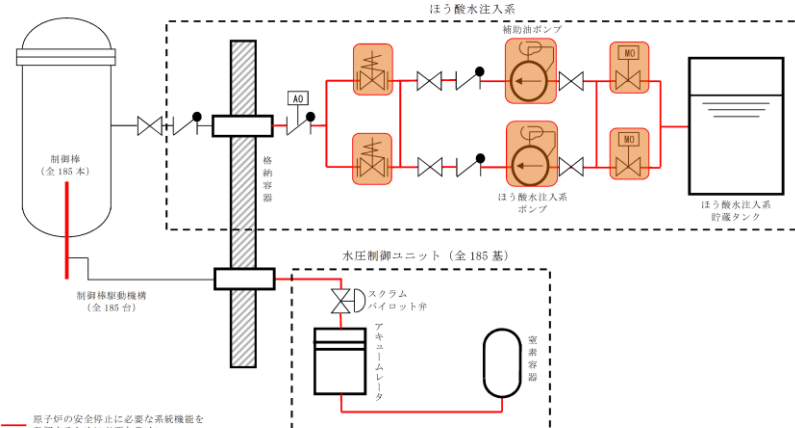 ほう酸水注入系
補助油ポンプ
MO
AO
制御棒
(全 185 本)
格納容器
MO
ほう酸水注入系
ポンプ
ほう酸水注入系
貯蔵タンク
水圧制御ユニット(全 185 基)
制御棒駆動機構
(全 185 台)
スクラム
パイロット弁
アキュームレータ
窒素容器
原子炉の安全停止に必要な系統機能を